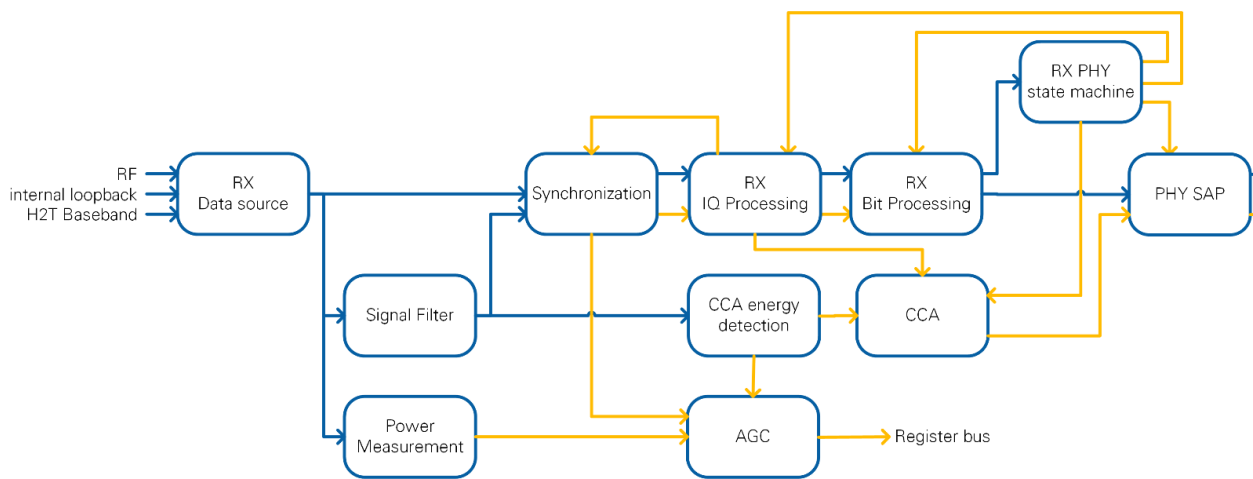 RX PHY
state machine
RF
internal loopback
H2T Baseband
RX
Data source
Synchronization
RX
IQ Processing
RX
Bit Processing
PHY SAP
Signal Filter
CCA energy
detection
CCA
Power
Measurement
AGC
Register bus